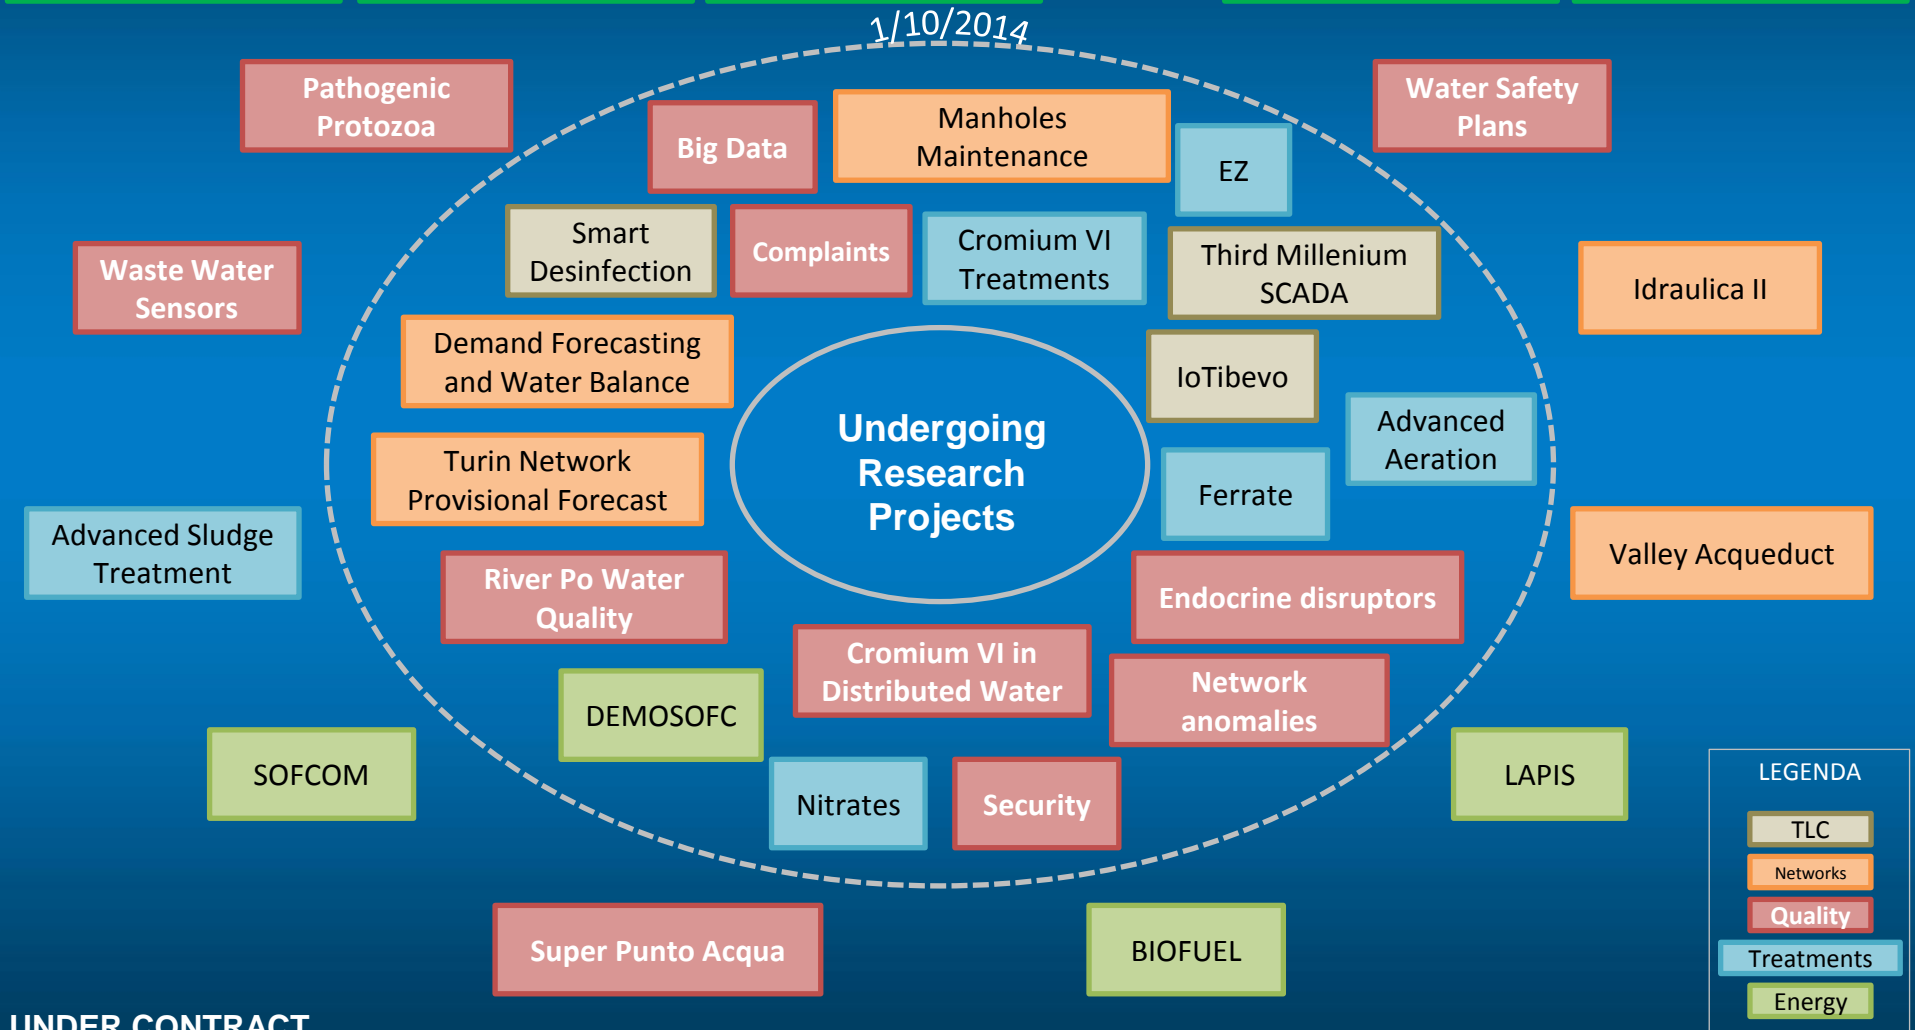 1/10/2014
Pathogenic
Protozoa
Water Safety
Plans
Big Data
Manholes
Maintenance
EZ
Smart
Desinfection
Complaints
Cromium VI
Treatments
Third Millenium
SCADA
Waste Water
Sensors
Idraulica II
Demand Forecasting
and Water Balance
IoTibevo
Advanced
Aeration
Undergoing
Research
Projects
Turin Network
Provisional Forecast
Ferrate
Advanced Sludge
Treatment
Valley Acqueduct
River Po Water
Quality
Endocrine disruptors
Cromium VI in
Distributed Water
Network
anomalies
DEMOSOFC
SOFCOM
LAPIS
Nitrates
Security
Super Punto Acqua
BIOFUEL
LEGENDA
TLC
Networks
Quality
Treatments
Energy
UNDER CONTRACT